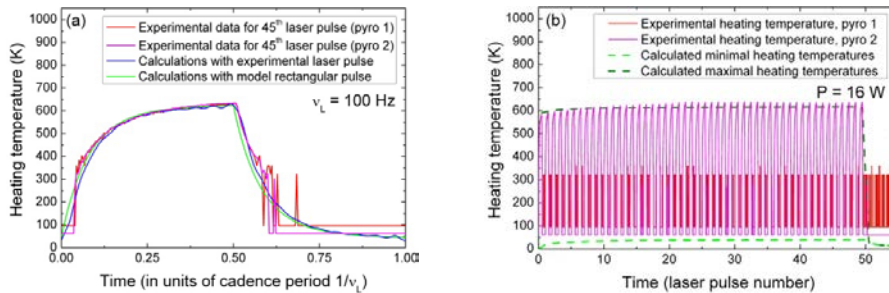 (a)
Experimental data for 45th laser pulse (pyro 1)
Experimental data for 45th laser pulse (pyro 2)
Calculations with experimental laser pulse
Calculations with model rectangular pulse
νL = 100 Hz
Heating temperature (K)
1000
900
800
700
600
500
400
300
200
100
0
0.00
0.25
0.50
0.75
1.00
Time (in units of cadence period 1/νL)
(b)
Experimental heating temperature, pyro 1
Experimental heating temperature, pyro 2
Calculated minimal heating temperatures
Calculated maximal heating temperatures
P = 16 W
Heating temperature (K)
1000
900
800
700
600
500
400
300
200
100
0
0
10
20
30
40
50
Time (laser pulse number)